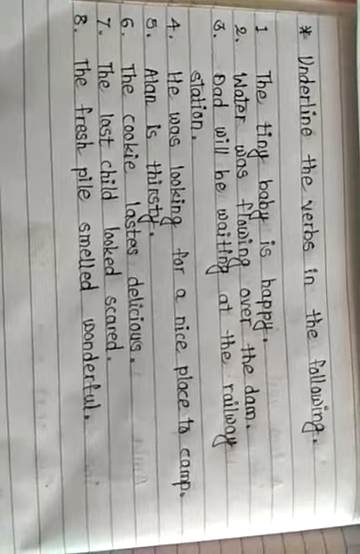 * Underline the verbs in the following.
1 The tiny baby is happy.
2. Water was flowing over the dam.
3. Dad will be waiting at the railway
station.
4. He was looking for a nice place to camp.
5. Alan is thirsty.
6. The cookie tastes delicious.
7. The lost child looked scared.
8. The fresh pile smelled wonderful.